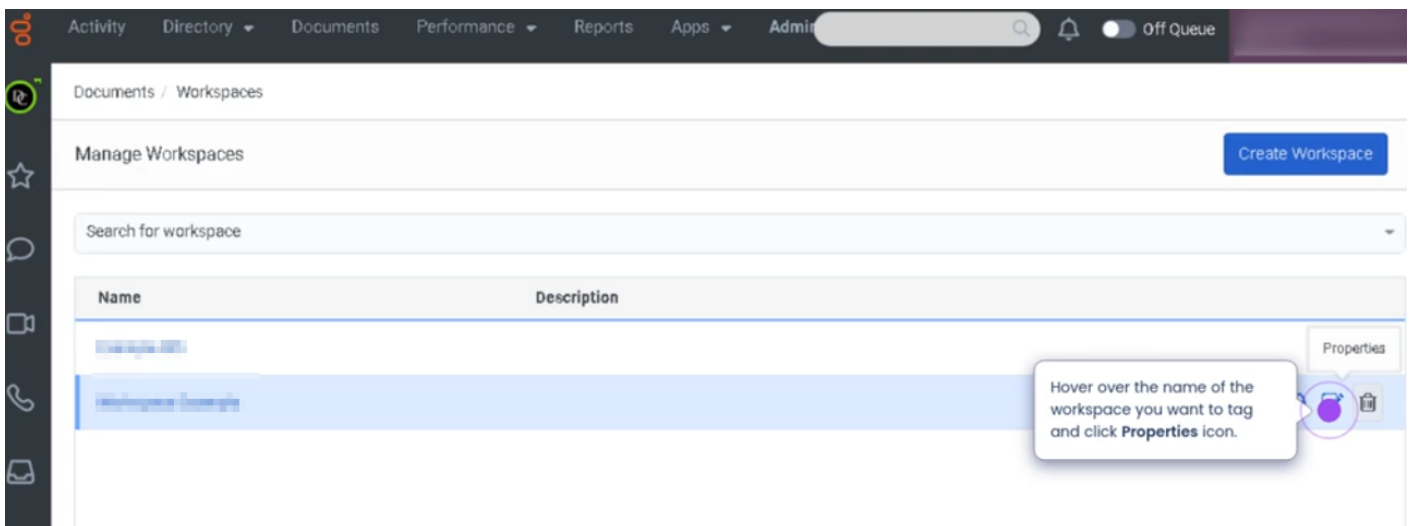 Activity Directory Documents Performance Reports Apps Admin Off Queue
Documents / Workspaces
Manage Workspaces
Create Workspace
Search for workspace
Name Description
Properties
Hover over the name of the
workspace you want to tag
and click Properties icon.